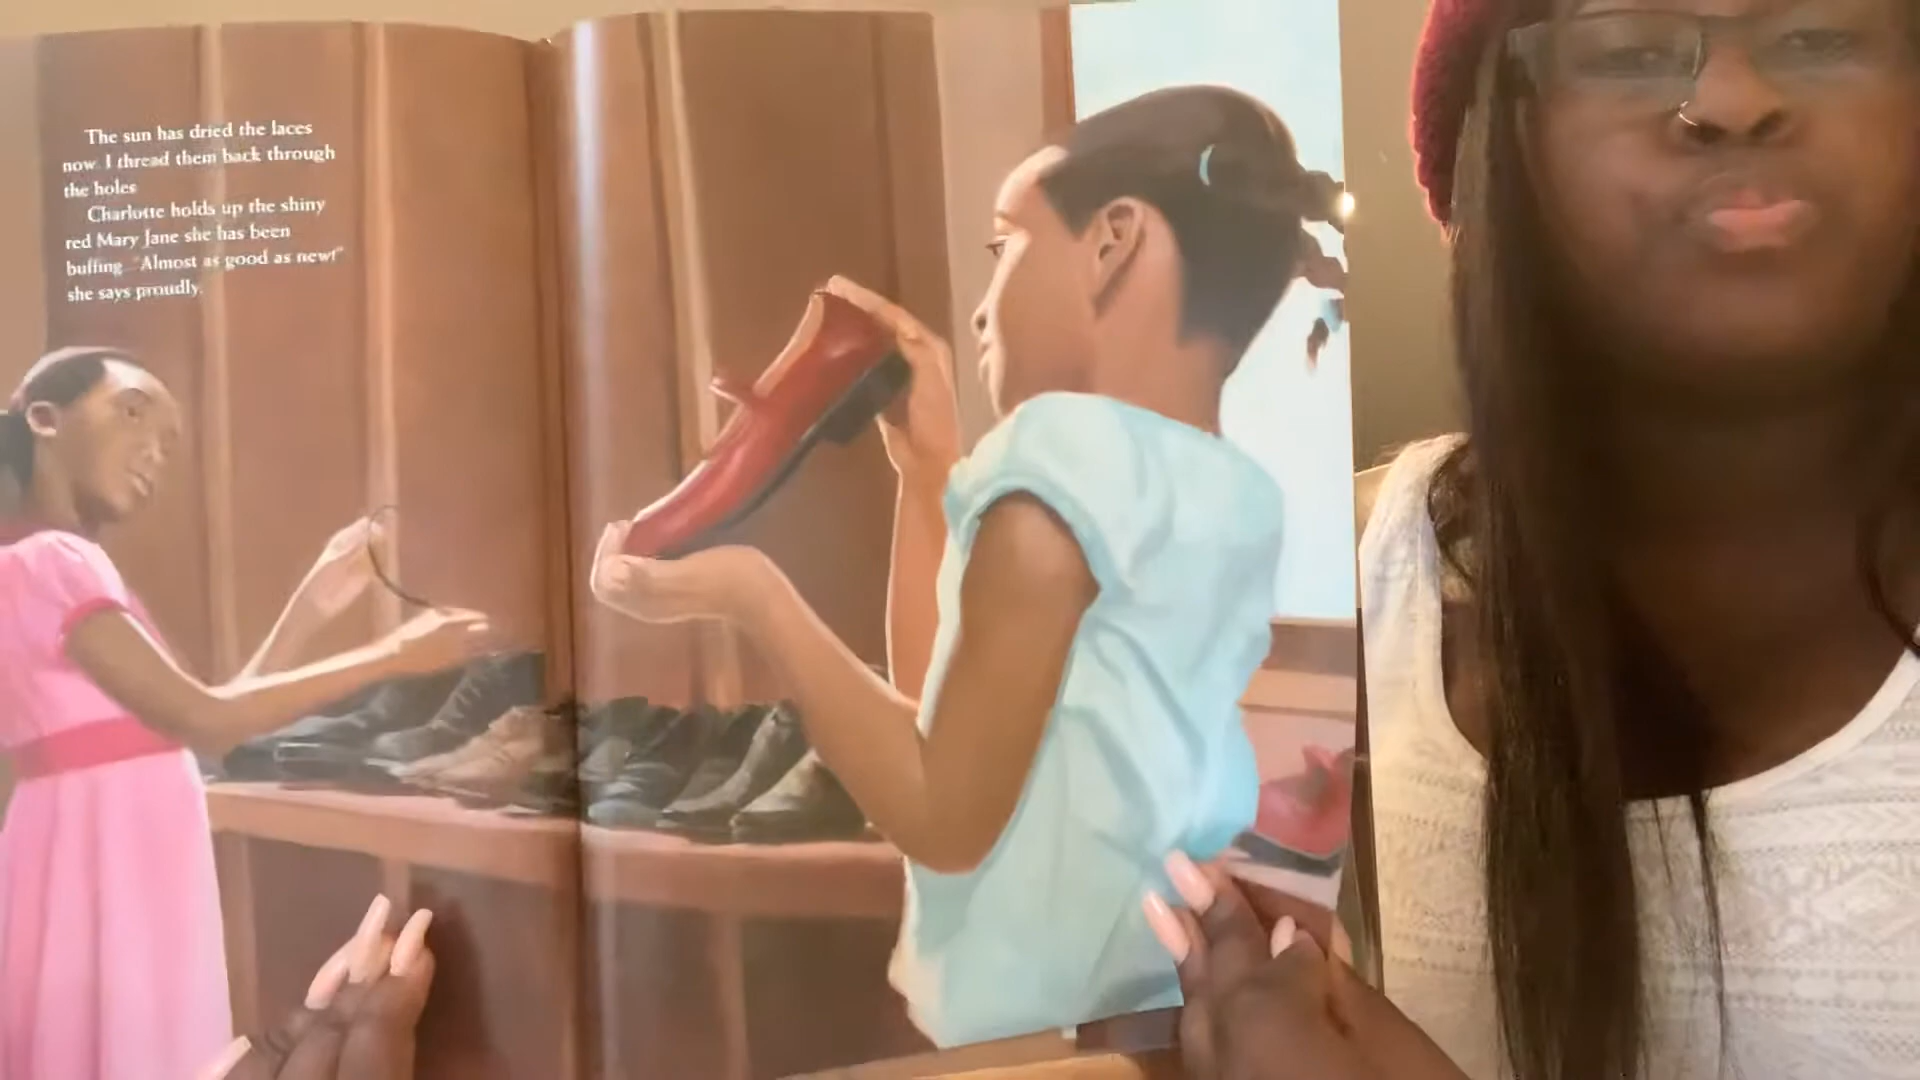 The sun has dried the laces
now. I thread them back through
the holes
Charlotte holds up the shiny
red Mary Jane she has been
buffing. "Almost as good as new!"
she says proudly.